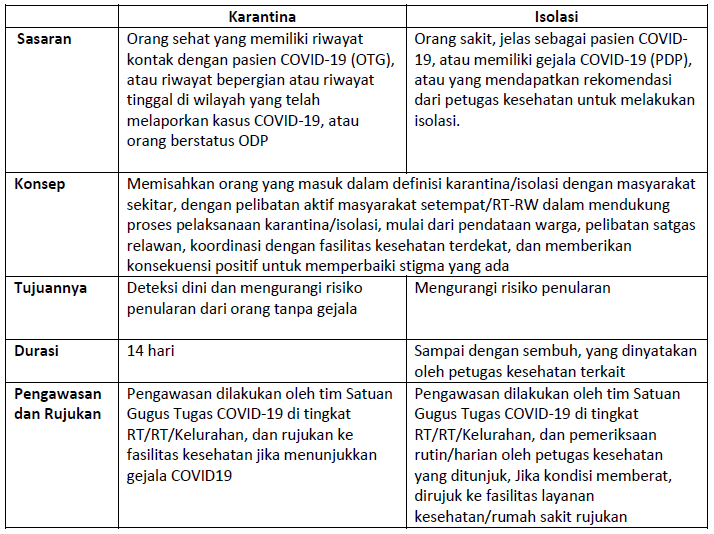 Karantina
Isolasi
Sasaran
Orang sehat yang memiliki riwayat
kontak dengan pasien COVID-19 (OTG),
atau riwayat bepergian atau riwayat
tinggal di wilayah yang telah
melaporkan kasus COVID-19, atau
orang berstatus ODP
Orang sakit, jelas sebagai pasien COVID-
19, atau memiliki gejala COVID-19 (PDP),
atau yang mendapatkan rekomendasi
dari petugas kesehatan untuk melakukan
isolasi.
Konsep
Memisahkan orang yang masuk dalam definisi karantina/isolasi dengan masyarakat
sekitar, dengan pelibatan aktif masyarakat setempat/RT-RW dalam mendukung
proses pelaksanaan karantina/isolasi, mulai dari pendataan warga, pelibatan satgas
relawan, koordinasi dengan fasilitas kesehatan terdekat, dan memberikan
konsekuensi positif untuk memperbaiki stigma yang ada
Tujuannya
Deteksi dini dan mengurangi risiko
penularan dari orang tanpa gejala
Mengurangi risiko penularan
Durasi
14 hari
Sampai dengan sembuh, yang dinyatakan
oleh petugas kesehatan terkait
Pengawasan
dan Rujukan
Pengawasan dilakukan oleh tim Satuan
Gugus Tugas COVID-19 di tingkat
RT/RT/Kelurahan, dan rujukan ke
fasilitas kesehatan jika menunjukkan
gejala COVID19
Pengawasan dilakukan oleh tim Satuan
Gugus Tugas COVID-19 di tingkat
RT/RT/Kelurahan, dan pemeriksaan
rutin/harian oleh petugas kesehatan
yang ditunjuk, Jika kondisi memberat,
dirujuk ke fasilitas layanan
kesehatan/rumah sakit rujukan